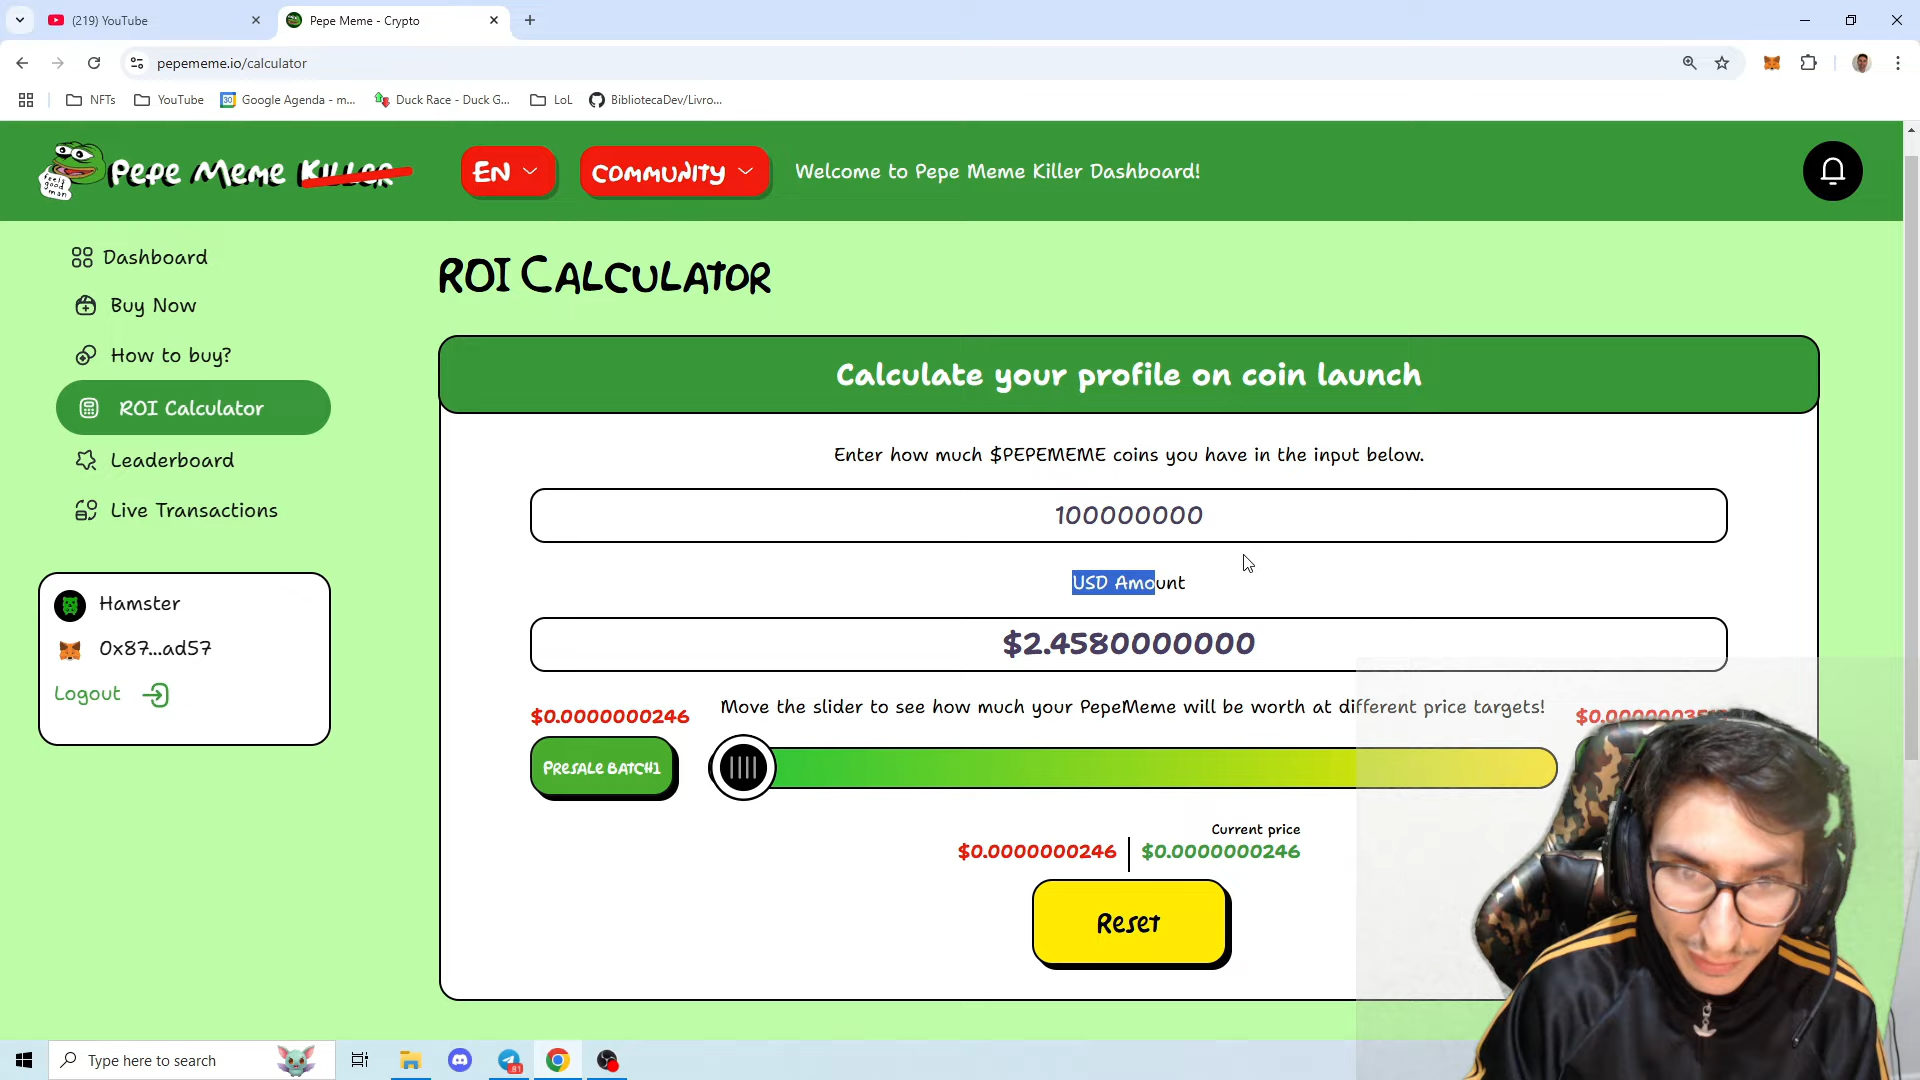 (219) YouTube
Pepe Meme - Crypto
pepememe.io/calculator
NFTs
YouTube
Google Agenda - m...
Duck Race - Duck G...
LoL
BibliotecaDev/Livro...
feels good man
Pepe Meme Killer
EN
Community
Welcome to Pepe Meme Killer Dashboard!
Dashboard
Buy Now
How to buy?
ROI Calculator
Leaderboard
Live Transactions
Hamster
0x87...ad57
Logout
ROI Calculator
Calculate your profile on coin launch
Enter how much $PEPEMEME coins you have in the input below.
100000000
USD Amount
$2.4580000000
$0.0000000246
Move the slider to see how much your PepeMeme will be worth at different price targets!
Presale Batch1
Current price
$0.0000000246
$0.0000000246
Reset
Type here to search
81